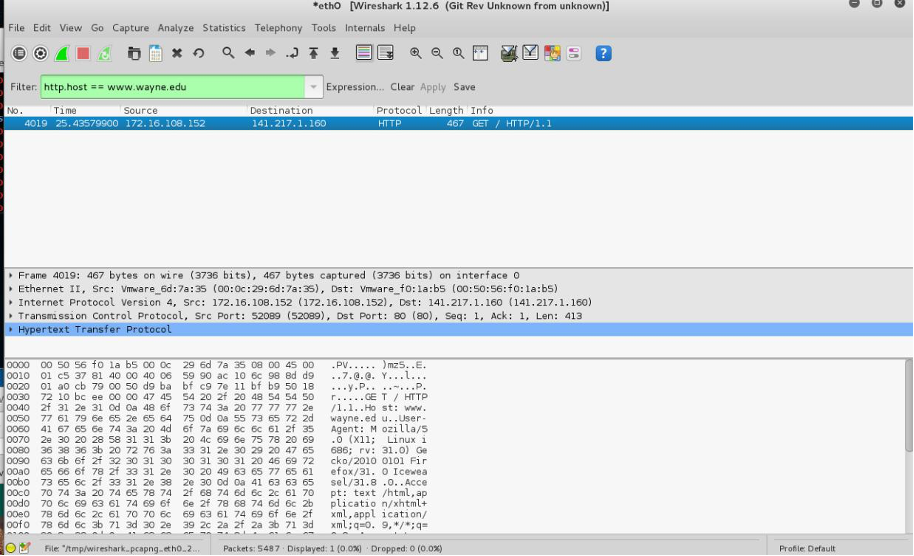 *eth0   [Wireshark 1.12.6  (Git Rev Unknown from unknown)]
File  Edit  View  Go  Capture  Analyze  Statistics  Telephony  Tools  Internals  Help
Filter: http.host == www.wayne.edu  Expression...  Clear  Apply  Save
No.  Time  Source  Destination  Protocol  Length  Info
4019  25.43579900  172.16.108.152  141.217.1.160  HTTP  467  GET / HTTP/1.1
Frame 4019: 467 bytes on wire (3736 bits), 467 bytes captured (3736 bits) on interface 0
Ethernet II, Src: Vmware_6d:7a:35 (00:0c:29:6d:7a:35), Dst: Vmware_f0:1a:b5 (00:50:56:f0:1a:b5)
Internet Protocol Version 4, Src: 172.16.108.152 (172.16.108.152), Dst: 141.217.1.160 (141.217.1.160)
Transmission Control Protocol, Src Port: 52089 (52089), Dst Port: 80 (80), Seq: 1, Ack: 1, Len: 413
Hypertext Transfer Protocol
0000  00 50 56 f0 1a b5 00 0c  29 6d 7a 35 08 00 45 00   .PV..... )mz5..E.
0010  01 c5 37 81 40 00 40 06  59 90 ac 10 6c 98 8d d9   ..7.@.@. Y...l...
0020  01 a0 cb 79 00 50 d9 ba  bf c9 7e 11 bf b9 50 18   ...y.P.. ..~...P.
0030  72 10 bc ee 00 00 47 45  54 20 2f 20 48 54 54 50   r.....GE T / HTTP
0040  2f 31 2e 31 0d 0a 48 6f  73 74 3a 20 77 77 77 2e   /1.1..Ho st: www.
0050  77 61 79 6e 65 2e 65 64  75 0d 0a 55 73 65 72 2d   wayne.ed u..User-
0060  41 67 65 6e 74 3a 20 4d  6f 7a 69 6c 6c 61 2f 35   Agent: M ozilla/5
0070  2e 30 20 28 58 31 31 3b  20 4c 69 6e 75 78 20 69   .0 (X11;  Linux i
0080  36 38 36 3b 20 72 76 3a  33 31 2e 30 29 20 47 65   686; rv: 31.0) Ge
0090  63 6b 6f 2f 32 30 31 30  30 31 30 31 20 46 69 72   cko/2010 0101 Fir
00a0  65 66 6f 78 2f 33 31 2e  30 20 49 63 65 77 65 61   efox/31. 0 Icewea
00b0  73 65 6c 2f 33 31 2e 38  2e 30 0d 0a 41 63 63 65   sel/31.8 .0..Acce
00c0  70 74 3a 20 74 65 78 74  2f 68 74 6d 6c 2c 61 70   pt: text /html,ap
00d0  70 6c 69 63 61 74 69 6f  6e 2f 78 68 74 6d 6c 2b   plicatio n/xhtml+
00e0  78 6d 6c 2c 61 70 70 6c  69 63 61 74 69 6f 6e 2f   xml,appl ication/
00f0  78 6d 6c 3b 71 3d 30 2e  39 2c 2a 2f 2a 3b 71 3d   xml;q=0. 9,*/*;q=
File: "/tmp/wireshark_pcapng_eth0_2...  Packets: 5487 · Displayed: 1 (0.0%) · Dropped: 0 (0.0%)  Profile: Default